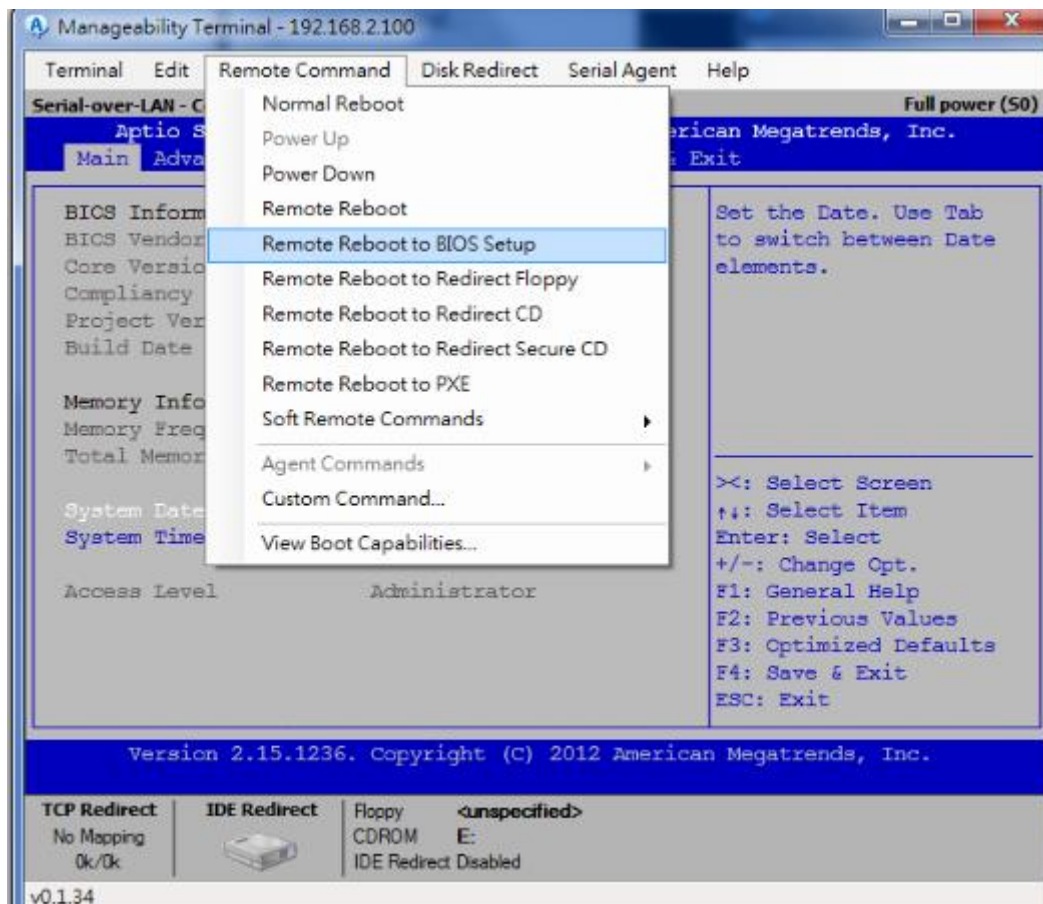 Manageability Terminal - 192.168.2.100
Terminal Edit Remote Command Disk Redirect Serial Agent Help
Serial-over-LAN - C Full power (S0)
Normal Reboot
Power Up
Power Down
Remote Reboot
Remote Reboot to BIOS Setup
Remote Reboot to Redirect Floppy
Remote Reboot to Redirect CD
Remote Reboot to Redirect Secure CD
Remote Reboot to PXE
Soft Remote Commands
Agent Commands
Custom Command...
View Boot Capabilities...
Aptio S erican Megatrends, Inc.
Main Adva & Exit
BIOS Inform
BIOS Vendor
Core Versio
Compliancy
Project Ver
Build Date
Memory Info
Memory Freq
Total Memor
System Date
System Time
Access Level Administrator
Set the Date. Use Tab
to switch between Date
elements.
><: Select Screen
↑↓: Select Item
Enter: Select
+/-: Change Opt.
F1: General Help
F2: Previous Values
F3: Optimized Defaults
F4: Save & Exit
ESC: Exit
Version 2.15.1236. Copyright (C) 2012 American Megatrends, Inc.
TCP Redirect
No Mapping
0k/0k
IDE Redirect
Floppy <unspecified>
CDROM E:
IDE Redirect Disabled
v0.1.34